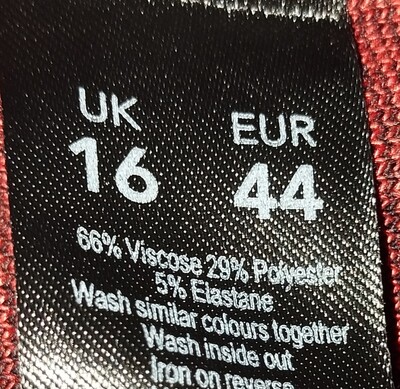 UK EUR
16 44
66% Viscose 29% Polyester
5% Elastane
Wash similar colours together
Wash inside out
Iron on reverse